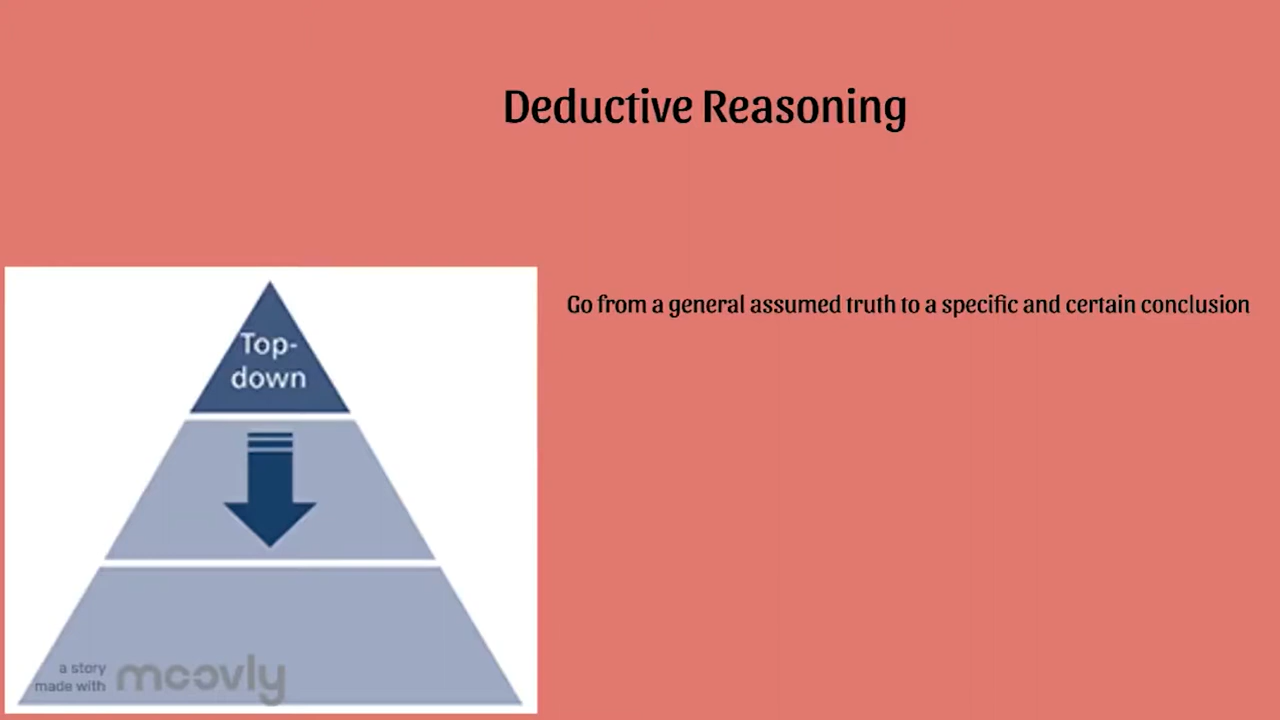 Deductive Reasoning
Go from a general assumed truth to a specific and certain conclusion
Top-
down
a story
made with
moovly